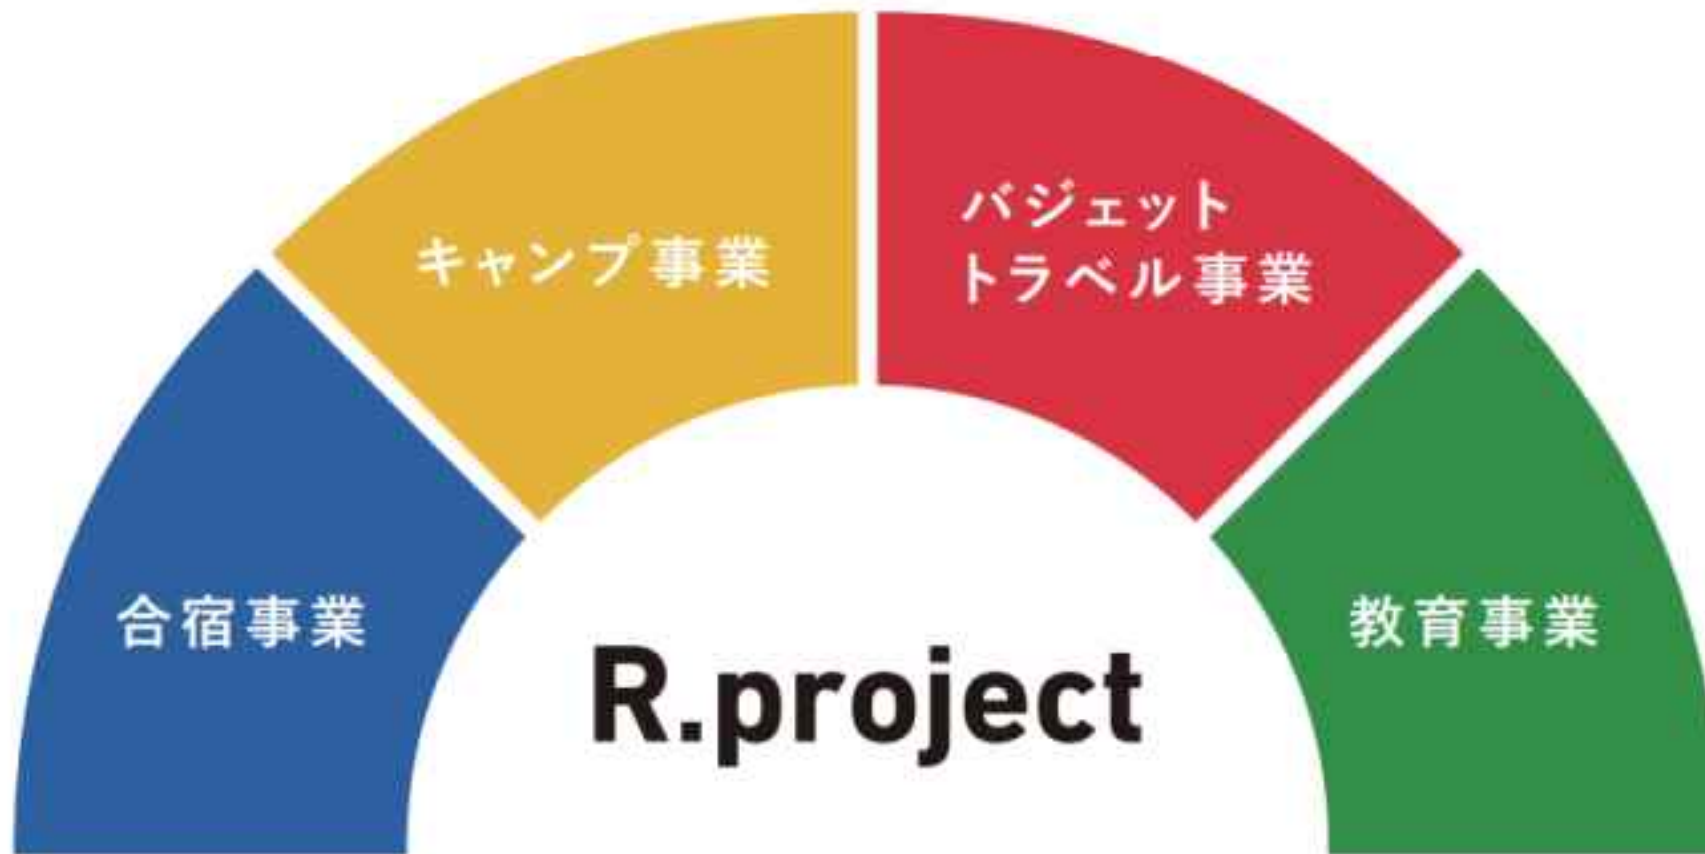 合宿事業
キャンプ事業
バジェット
トラベル事業
教育事業
R.project